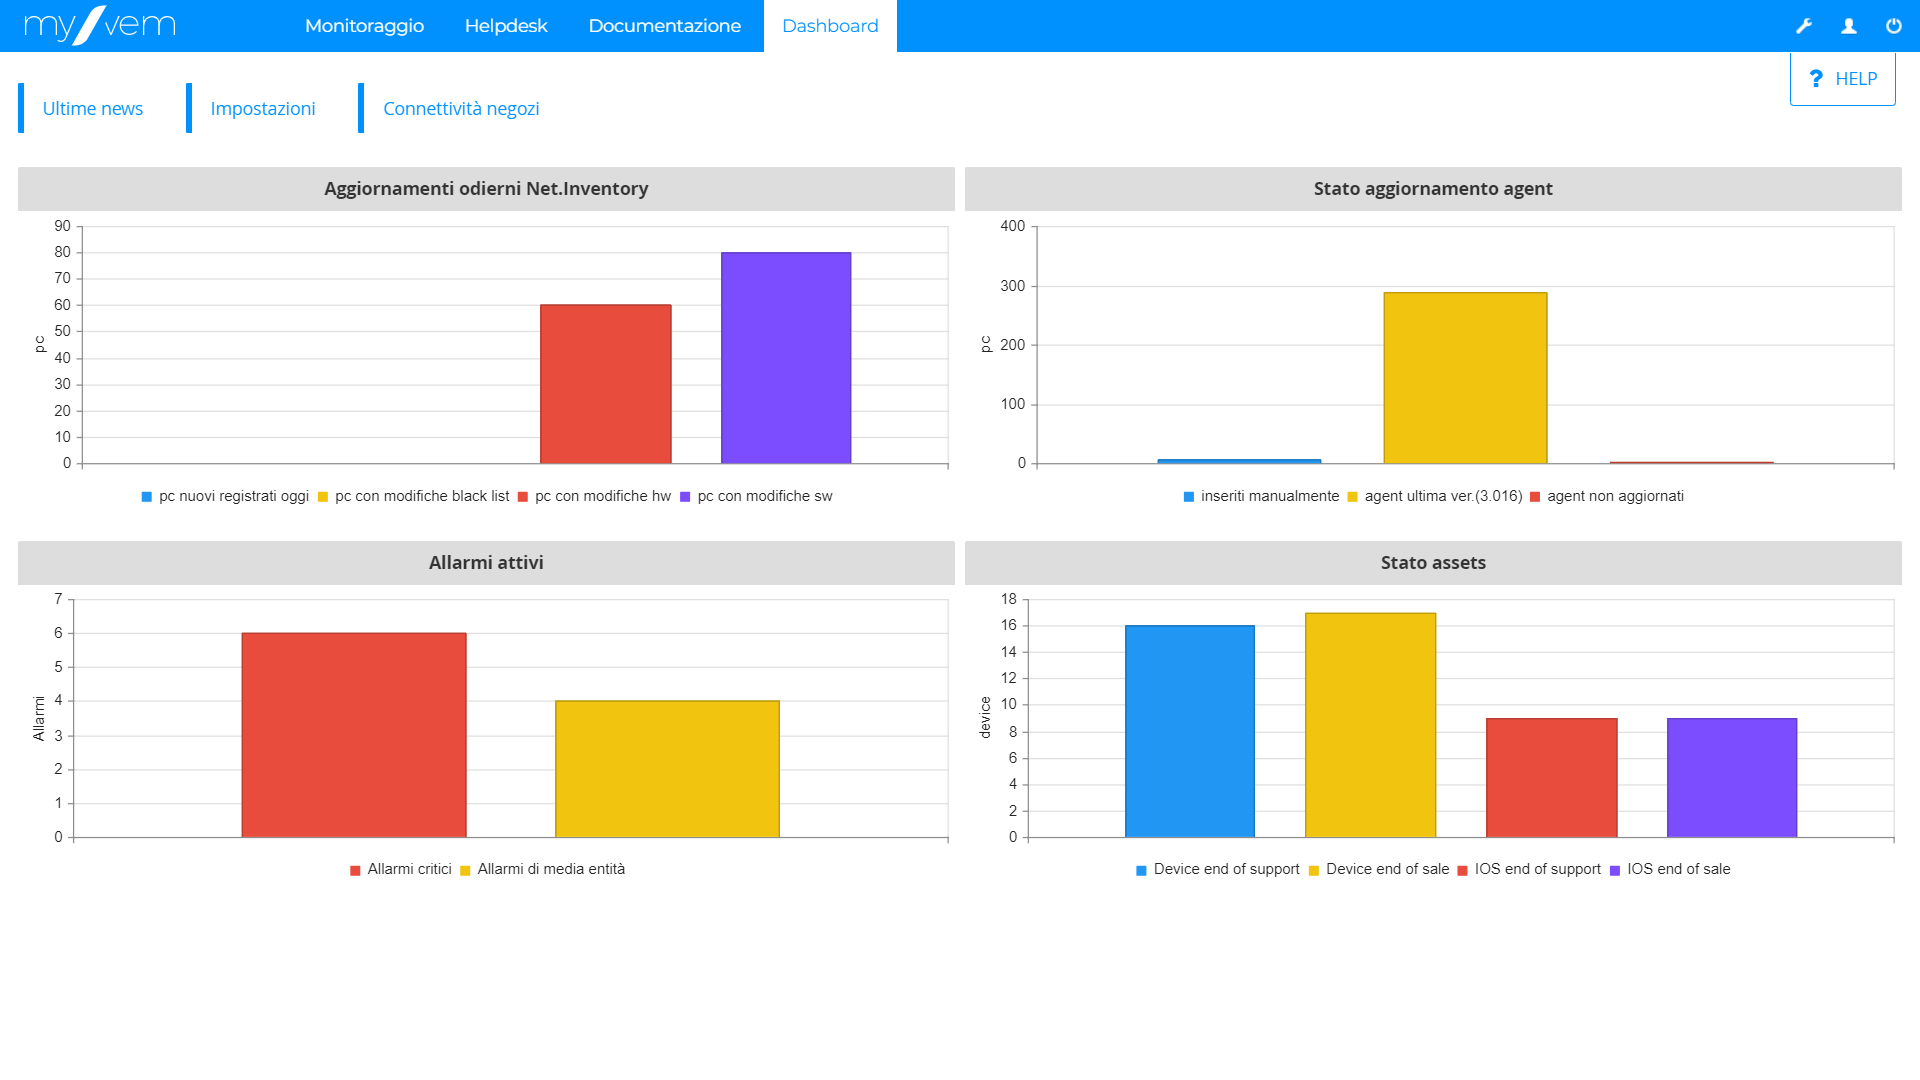 my vem
Monitoraggio
Helpdesk
Documentazione
Dashboard
? HELP
Ultime news
Impostazioni
Connettività negozi
Aggiornamenti odierni Net.Inventory
90
80
70
60
50
40
30
20
10
0
pc
pc nuovi registrati oggi pc con modifiche black list pc con modifiche hw pc con modifiche sw
Stato aggiornamento agent
400
300
200
100
0
pc
inseriti manualmente agent ultima ver.(3.016) agent non aggiornati
Allarmi attivi
7
6
5
4
3
2
1
0
Allarmi
Allarmi critici Allarmi di media entità
Stato assets
18
16
14
12
10
8
6
4
2
0
device
Device end of support Device end of sale IOS end of support IOS end of sale